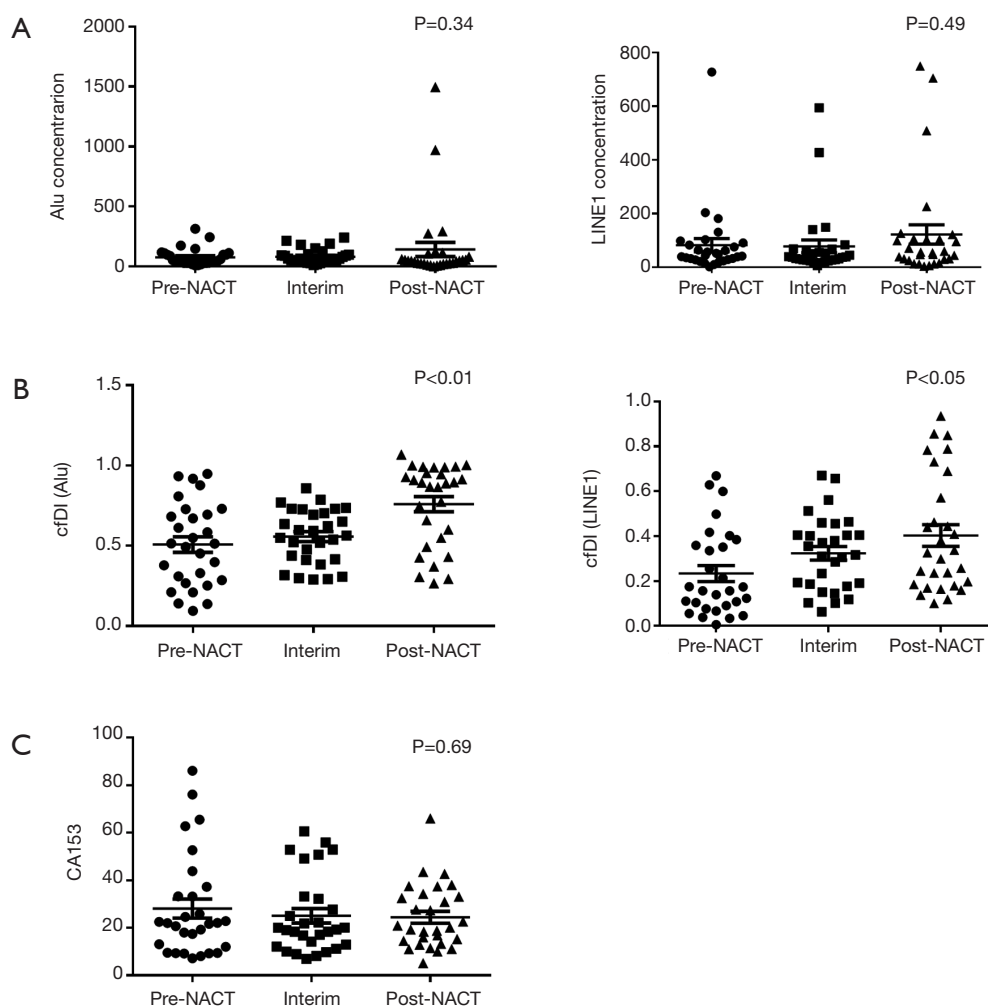 A
P=0.34
Alu concentrarion
2000
1500
1000
500
0
Pre-NACT Interim Post-NACT
P=0.49
LINE1 concentration
800
600
400
200
0
Pre-NACT Interim Post-NACT
B
P<0.01
cfDI (Alu)
1.5
1.0
0.5
0.0
Pre-NACT Interim Post-NACT
P<0.05
cfDI (LINE1)
1.0
0.8
0.6
0.4
0.2
0.0
Pre-NACT Interim Post-NACT
C
P=0.69
CA153
100
80
60
40
20
0
Pre-NACT Interim Post-NACT